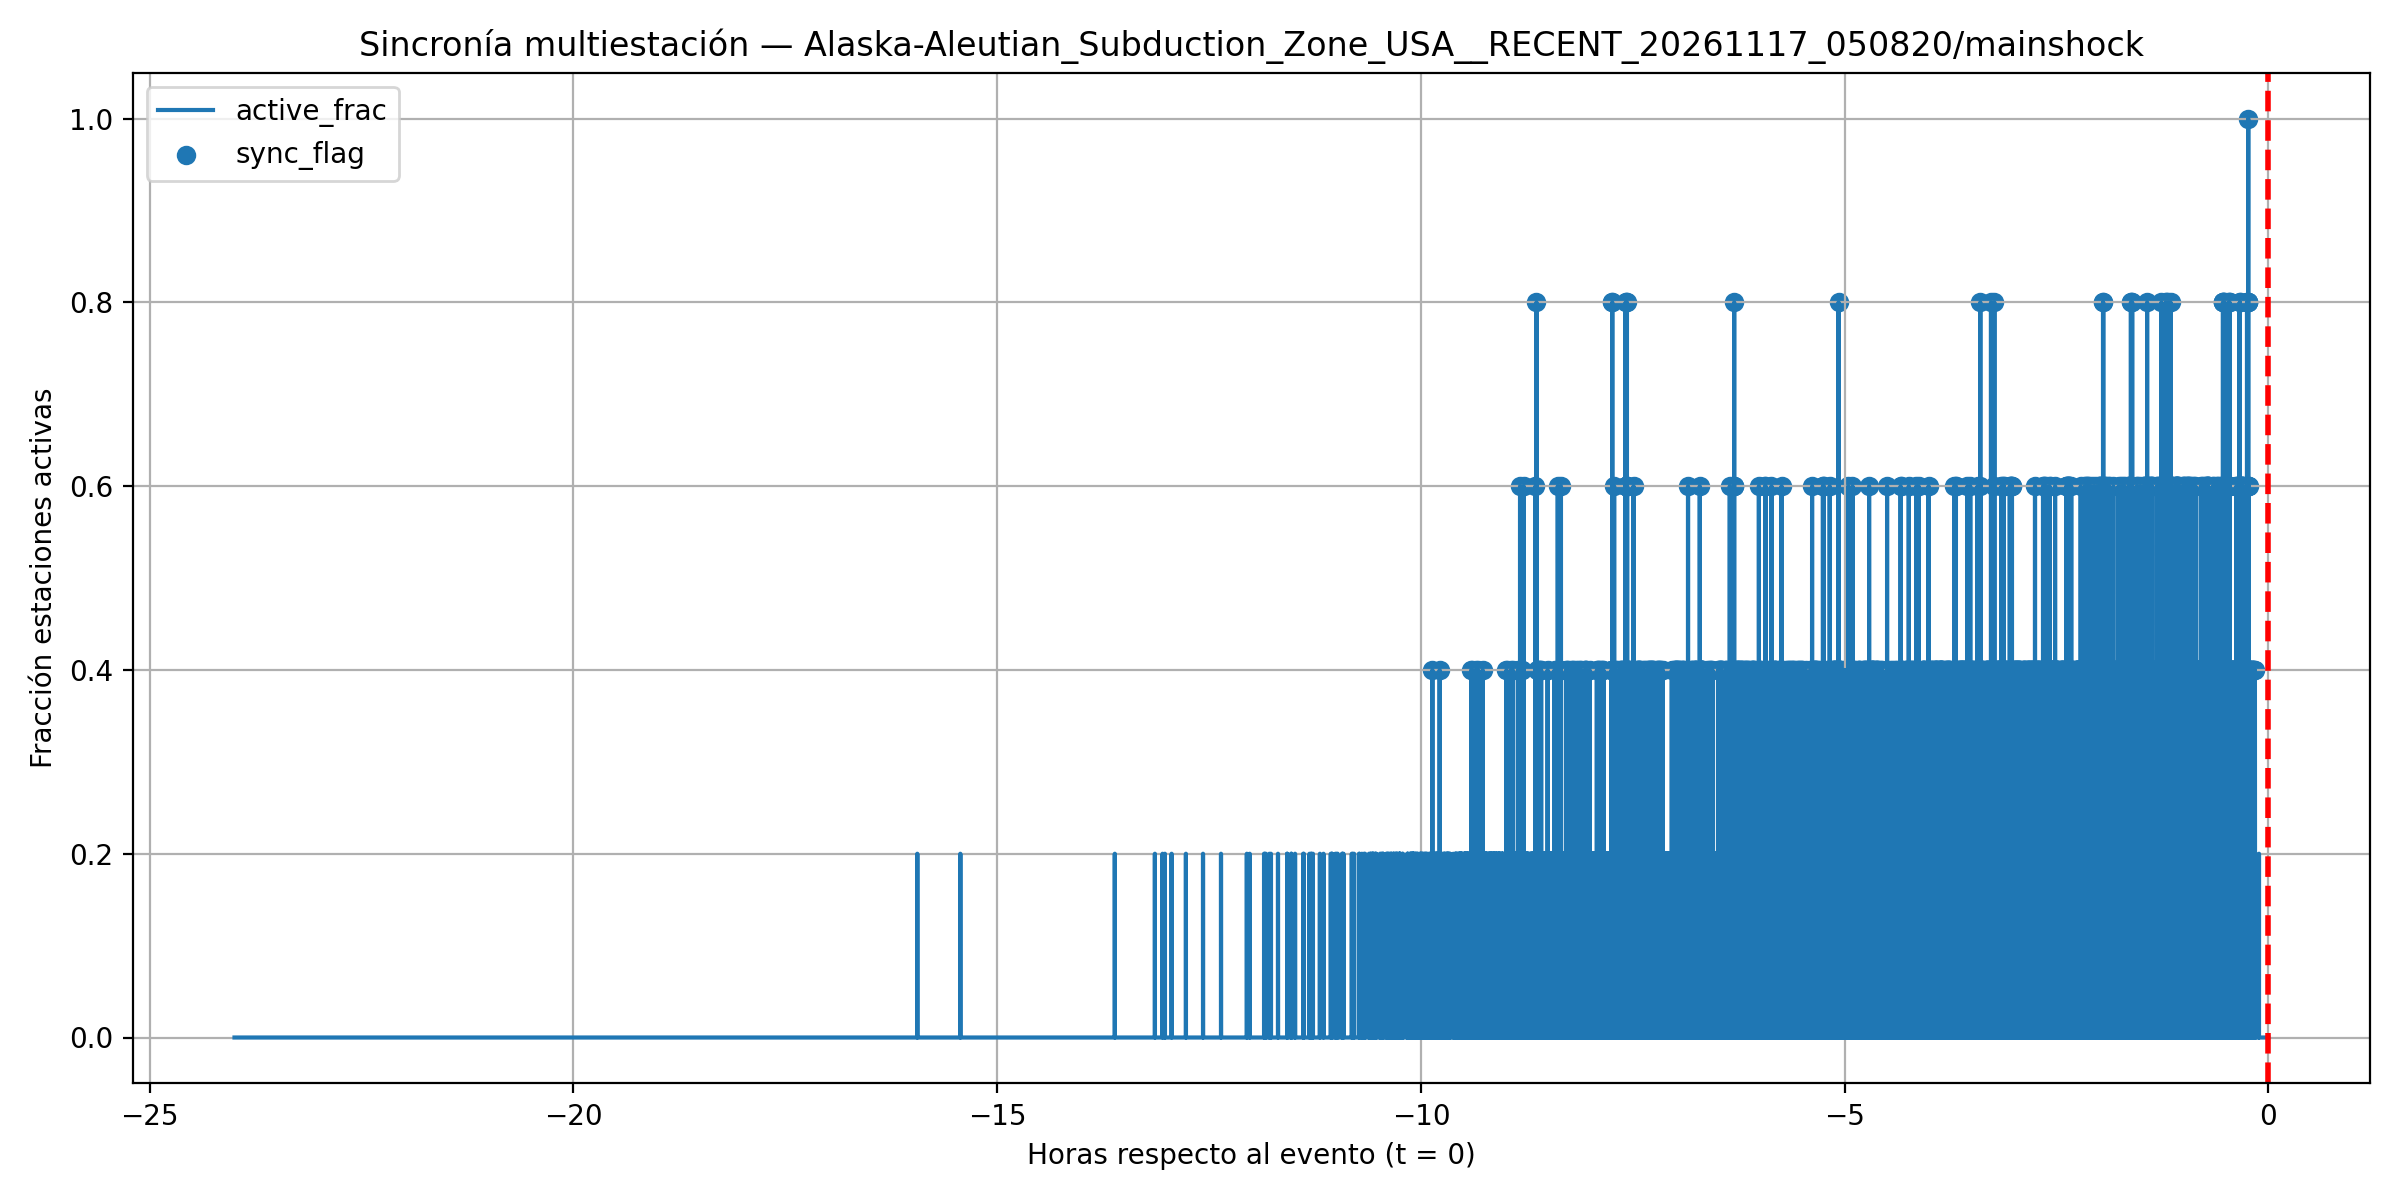 Sincronía multiestación — Alaska-Aleutian_Subduction_Zone_USA__RECENT_20261117_050820/mainshock
active_frac
sync_flag
Fracción estaciones activas
1.0
0.8
0.6
0.4
0.2
0.0
−25
−20
−15
−10
−5
0
Horas respecto al evento (t = 0)